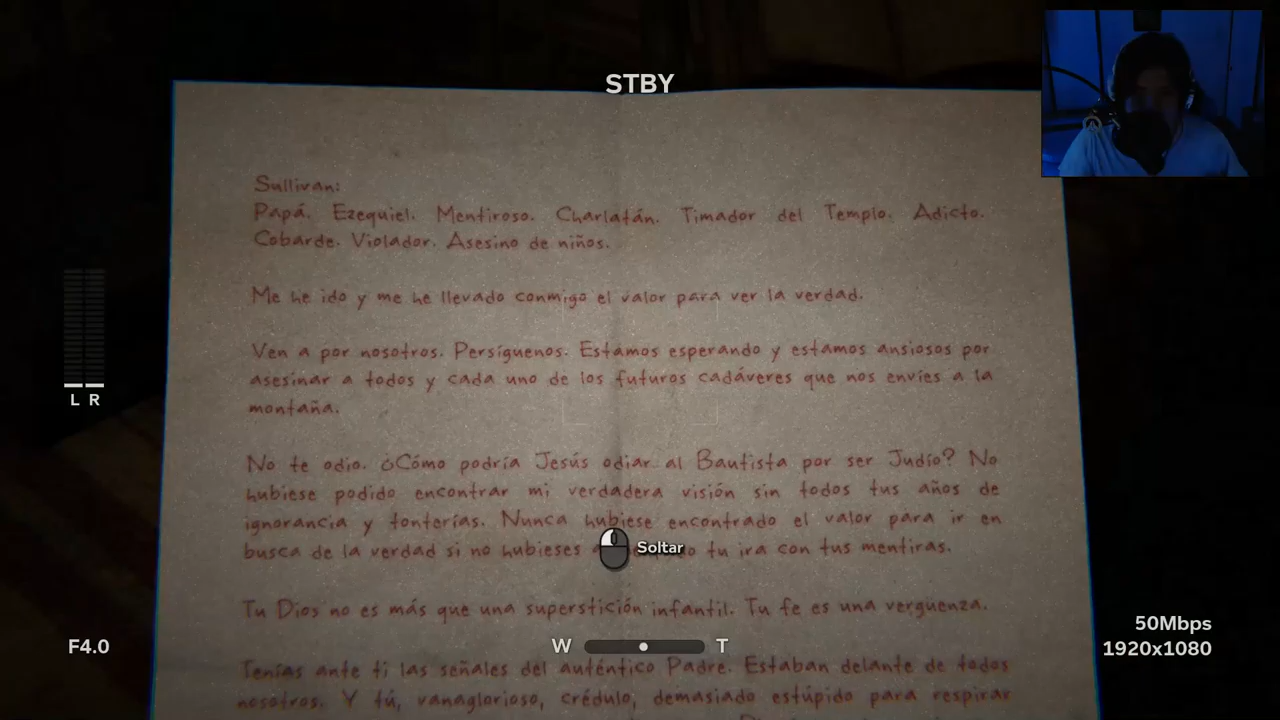 STBY
Sullivan:
Papá. Ezequiel. Mentiroso. Charlatán. Timador del Templo. Adicto.
Cobarde. Violador. Asesino de niños.
Me he ido y me he llevado conmigo el valor para ver la verdad.
Ven a por nosotros. Persíguenos. Estamos esperando y estamos ansiosos por
asesinar a todos y cada uno de los futuros cadáveres que nos envíes a la
montaña.
L R
No te odio. ¿Cómo podría Jesús odiar al Bautista por ser Judío? No
hubiese podido encontrar mi verdadera visión sin todos tus años de
ignorancia y tonterías. Nunca hubiese encontrado el valor para ir en
busca de la verdad si no hubieses tu ira con tus mentiras.
Soltar
Tu Dios no es más que una superstición infantil. Tu fe es una vergüenza.
F4.0
W T
50Mbps
1920x1080
Tenías ante ti las señales del auténtico Padre. Estaban delante de todos
nosotros. Y tú, vanaglorioso, crédulo, demasiado estúpido para respirar